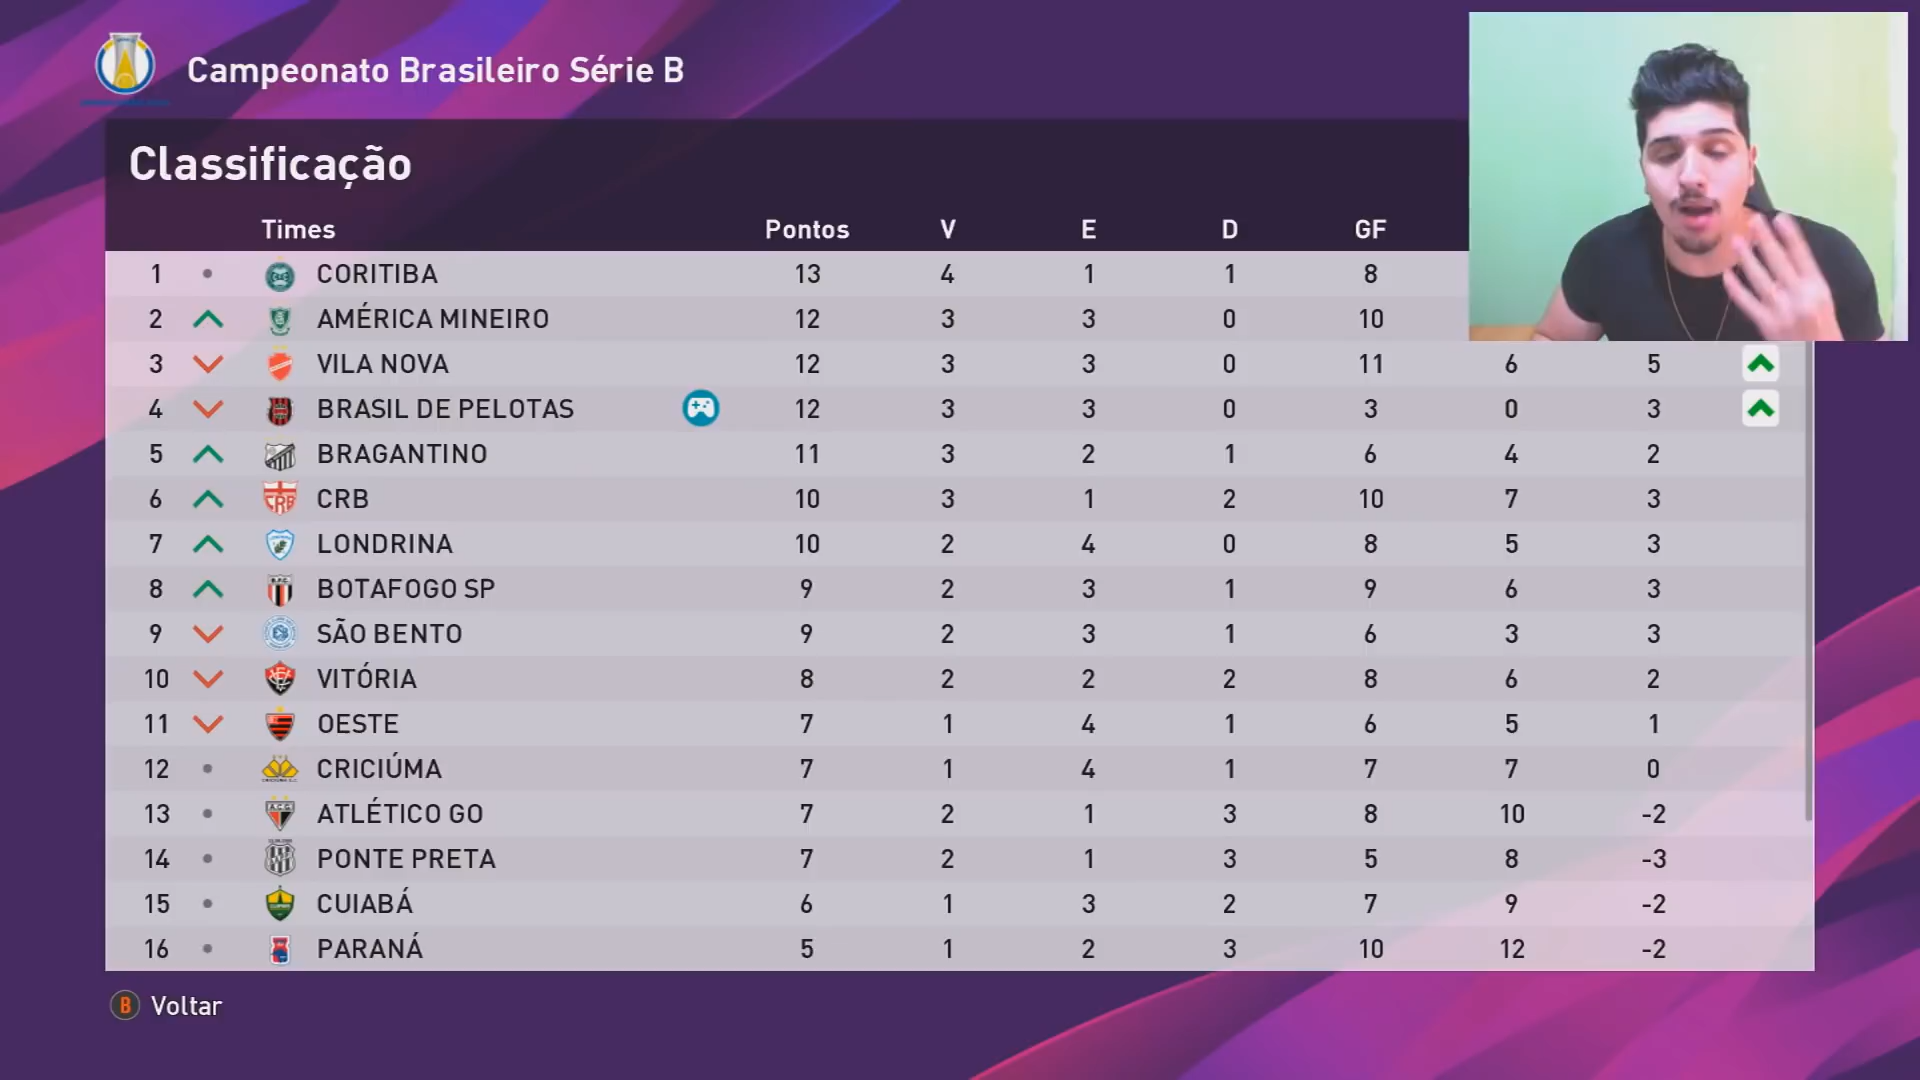 Campeonato Brasileiro Série B
Classificação
Times Pontos V E D GF
1 CORITIBA 13 4 1 1 8
2 AMÉRICA MINEIRO 12 3 3 0 10
3 VILA NOVA 12 3 3 0 11 6 5
4 BRASIL DE PELOTAS 12 3 3 0 3 0 3
5 BRAGANTINO 11 3 2 1 6 4 2
6 CRB 10 3 1 2 10 7 3
7 LONDRINA 10 2 4 0 8 5 3
8 BOTAFOGO SP 9 2 3 1 9 6 3
9 SÃO BENTO 9 2 3 1 6 3 3
10 VITÓRIA 8 2 2 2 8 6 2
11 OESTE 7 1 4 1 6 5 1
12 CRICIÚMA 7 1 4 1 7 7 0
13 ATLÉTICO GO 7 2 1 3 8 10 -2
14 PONTE PRETA 7 2 1 3 5 8 -3
15 CUIABÁ 6 1 3 2 7 9 -2
16 PARANÁ 5 1 2 3 10 12 -2
B Voltar